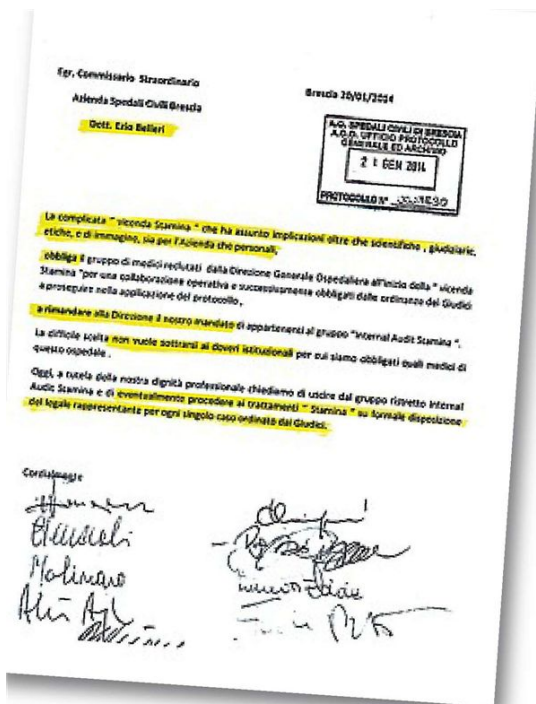 Egr. Commissario Straordinario
Brescia 20/01/2014
Azienda Spedali Civili Brescia
Dott. Ezio Belleri
A.O. SPEDALI CIVILI DI BRESCIA
A.O.O. UFFICIO PROTOCOLLO
GENERALE ED ARCHIVIO
2 1 GEN 2014
PROTOCOLLO N°
La complicata " vicenda Stamina " che ha assunto implicazioni oltre che scientifiche , giudiziarie,
etiche, e di immagine, sia per l'Azienda che personali,
obbliga il gruppo di medici reclutati dalla Direzione Generale Ospedaliera all'inizio della " vicenda
Stamina "per una collaborazione operativa e successivamente obbligati dalle ordinanze dei Giudici
a proseguire nella applicazione del protocollo ,
a rimandare alla Direzione il nostro mandato di appartenenti al gruppo "Internal Audit Stamina ".
La difficile scelta non vuole sottrarsi ai doveri istituzionali per cui siamo obbligati quali medici di
questo ospedale .
Oggi, a tutela della nostra dignità professionale chiediamo di uscire dal gruppo ristretto Internal
Audit Stamina e di eventualmente procedere ai trattamenti " Stamina " su formale disposizione
del legale rappresentante per ogni singolo caso ordinato dai Giudici.
Cordialmente
Molinaro